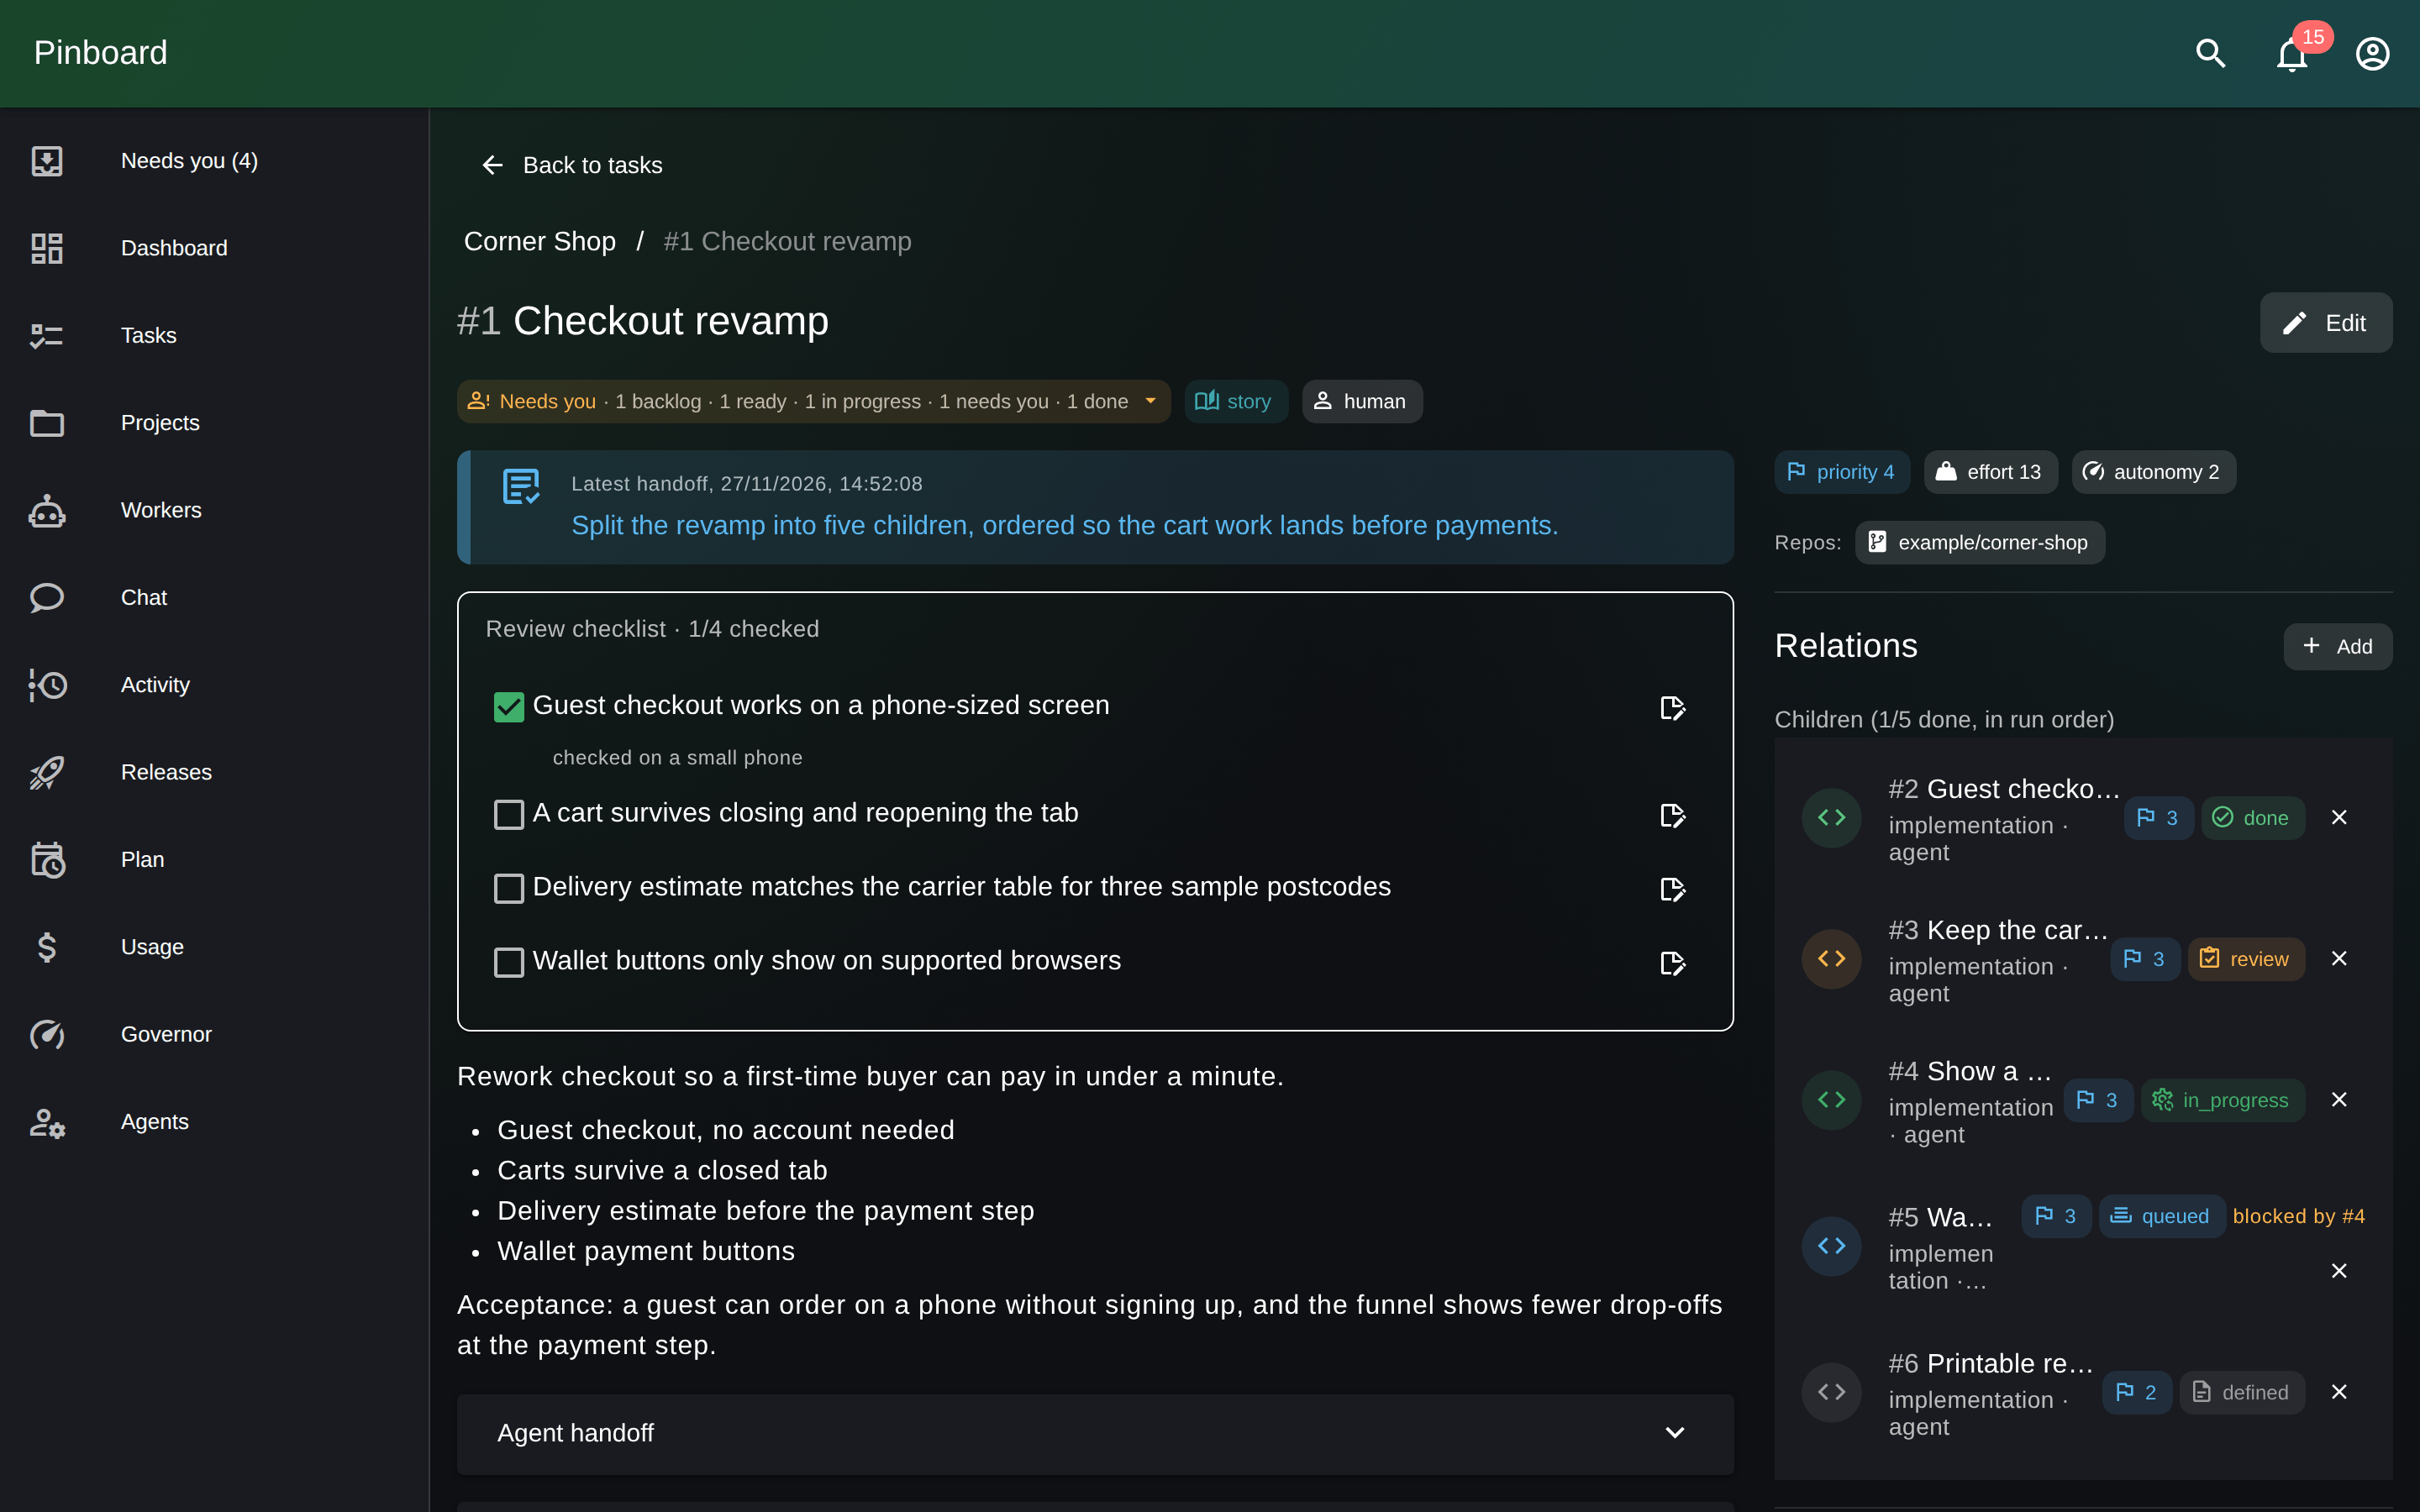 Pinboard
15
Needs you (4)
Dashboard
Tasks
Projects
Workers
Chat
Activity
Releases
Plan
Usage
Governor
Agents
Back to tasks
Corner Shop / #1 Checkout revamp
#1 Checkout revamp
Edit
Needs you · 1 backlog · 1 ready · 1 in progress · 1 needs you · 1 done
story
human
Latest handoff, 27/11/2026, 14:52:08
Split the revamp into five children, ordered so the cart work lands before payments.
Review checklist · 1/4 checked
Guest checkout works on a phone-sized screen
checked on a small phone
A cart survives closing and reopening the tab
Delivery estimate matches the carrier table for three sample postcodes
Wallet buttons only show on supported browsers
Rework checkout so a first-time buyer can pay in under a minute.
• Guest checkout, no account needed
• Carts survive a closed tab
• Delivery estimate before the payment step
• Wallet payment buttons
Acceptance: a guest can order on a phone without signing up, and the funnel shows fewer drop-offs
at the payment step.
Agent handoff
priority 4
effort 13
autonomy 2
Repos: example/corner-shop
Relations
Add
Children (1/5 done, in run order)
#2 Guest checko…
implementation ·
agent
3
done
#3 Keep the car…
implementation ·
agent
3
review
#4 Show a …
implementation
· agent
3
in_progress
#5 Wa…
implemen
tation ·…
3
queued
blocked by #4
#6 Printable re…
implementation ·
agent
2
defined